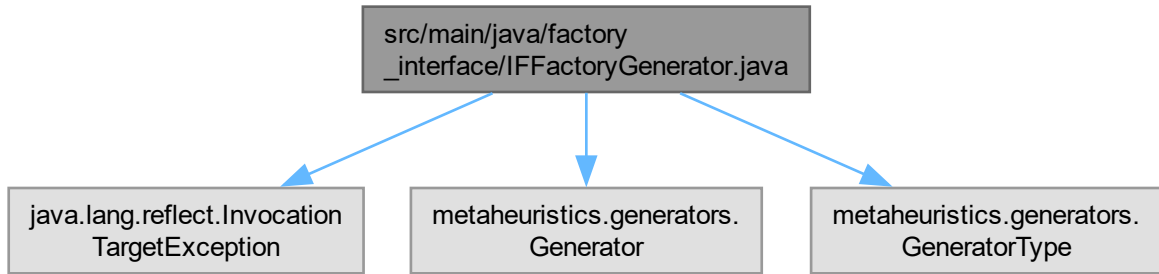 src/main/java/factory
_interface/IFFactoryGenerator.java
java.lang.reflect.Invocation
TargetException
metaheuristics.generators.
Generator
metaheuristics.generators.
GeneratorType